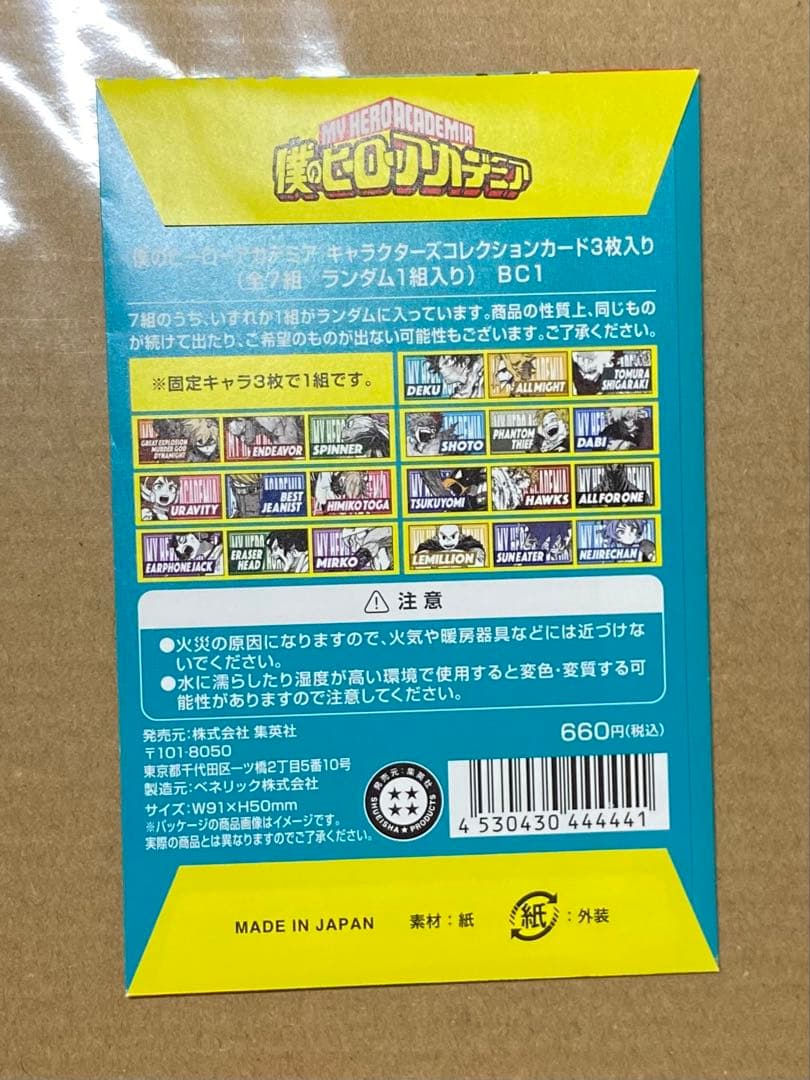 MY HERO ACADEMIA
僕のヒーローアカデミア
僕のヒーローアカデミア キャラクターズコレクションカード3枚入り
（全7組 ランダム1組入り） BC1
7組のうち、いずれか1組がランダムに入っています。商品の性質上、同じもの
が続けて出たり、ご希望のものが出ない可能性もございます。ご了承ください。
※固定キャラ3枚で1組です。
DEKU
ALL MIGHT
TOMURA
SHIGARAKI
GREAT EXPLOSION
MURDER GOD
DYNAMIGHT
ENDEAVOR
SPINNER
SHOTO
PHANTOM
THIEF
DABI
URAVITY
BEST
JEANIST
HIMIKO TOGA
TSUKUYOMI
HAWKS
ALL FOR ONE
EARPHONE JACK
ERASER
HEAD
MIRKO
LEMILLION
SUN EATER
NEJIRECHAN
注意
●火災の原因になりますので、火気や暖房器具などには近づけな
いでください。
●水に濡らしたり湿度が高い環境で使用すると変色・変質する可
能性がありますので注意してください。
発売元：株式会社 集英社
〒101-8050
東京都千代田区一ツ橋2丁目5番10号
製造元：ベネリック株式会社
サイズ：W91×H50mm
※パッケージの商品画像はイメージです。
実際の商品とは異なりますのでご了承ください。
660円（税込）
発売元：集英社
SHUEISHA★PRODUCTS
4 530430 444441
MADE IN JAPAN
素材：紙
紙：外装